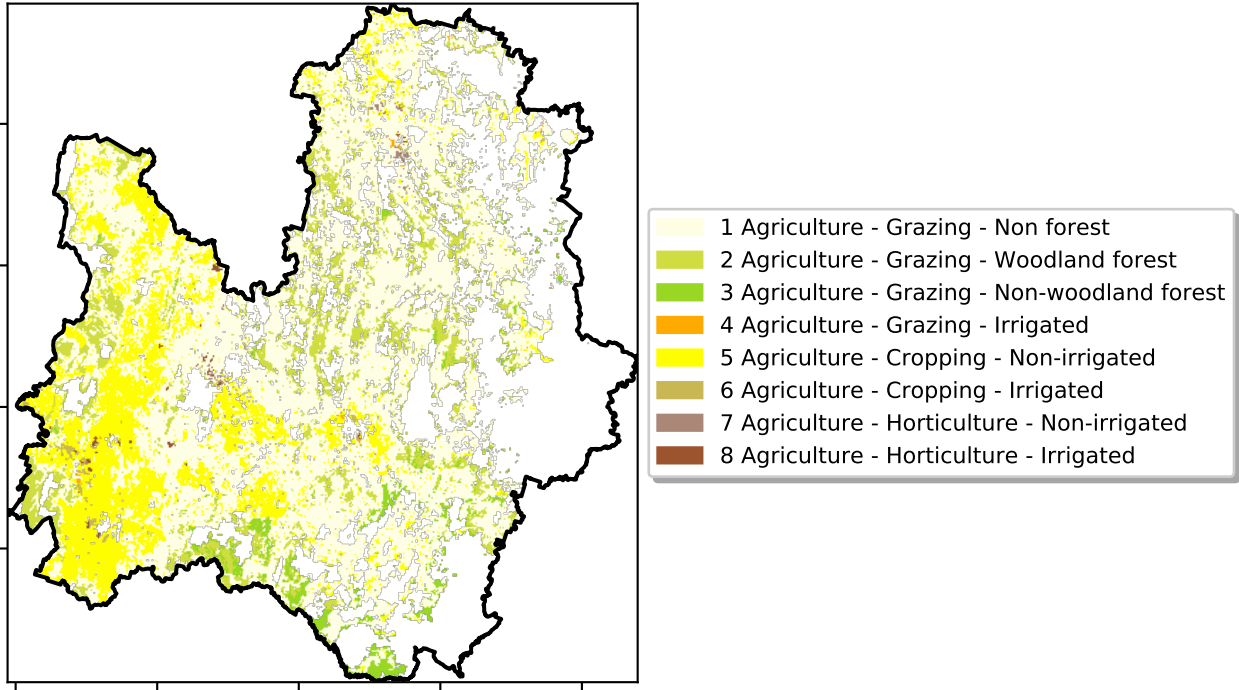 1 Agriculture - Grazing - Non forest
2 Agriculture - Grazing - Woodland forest
3 Agriculture - Grazing - Non-woodland forest
4 Agriculture - Grazing - Irrigated
5 Agriculture - Cropping - Non-irrigated
6 Agriculture - Cropping - Irrigated
7 Agriculture - Horticulture - Non-irrigated
8 Agriculture - Horticulture - Irrigated